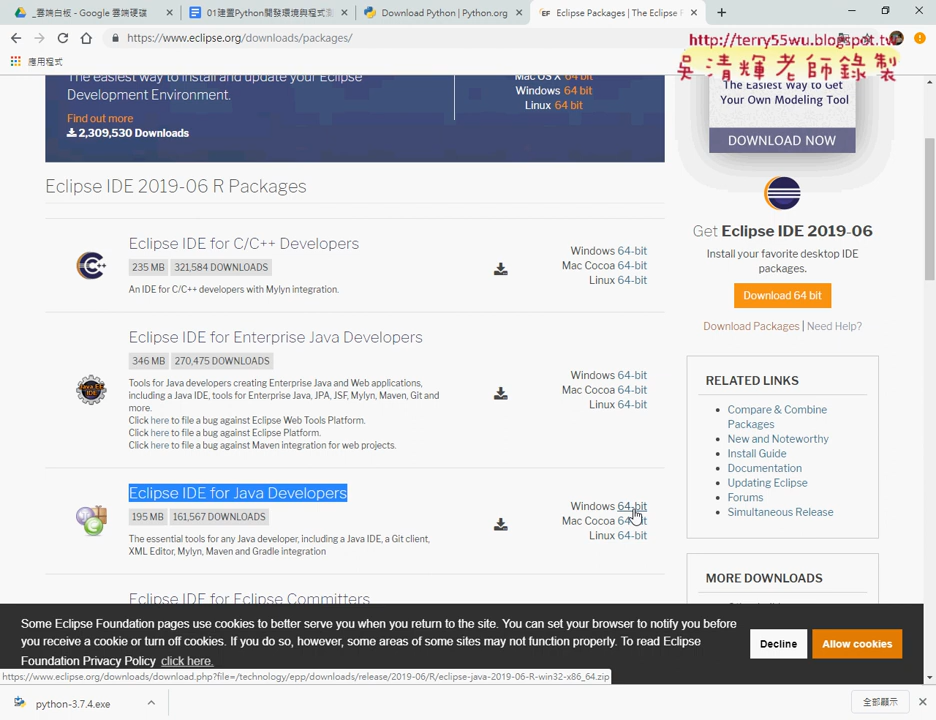 _雲端白板 - Google 雲端硬碟
01建置Python開發環境與程式
Download Python | Python.org
Eclipse Packages | The Eclipse F
https://www.eclipse.org/downloads/packages/
http://terry55wu.blogspot.tw
吳清輝老師錄製
應用程式
The easiest way to install and update your Eclipse
Development Environment.
Find out more
2,309,530 Downloads
Mac OS X 64 bit
Windows 64 bit
Linux 64 bit
The Easiest Way to Get
Your Own Modeling Tool
DOWNLOAD NOW
Eclipse IDE 2019-06 R Packages
Eclipse IDE for C/C++ Developers
235 MB 321,584 DOWNLOADS
An IDE for C/C++ developers with Mylyn integration.
Windows 64-bit
Mac Cocoa 64-bit
Linux 64-bit
Eclipse IDE for Enterprise Java Developers
346 MB 270,475 DOWNLOADS
Tools for Java developers creating Enterprise Java and Web applications,
including a Java IDE, tools for Enterprise Java, JPA, JSF, Mylyn, Maven, Git and
more.
Click here to file a bug against Eclipse Web Tools Platform.
Click here to file a bug against Eclipse Platform.
Click here to file a bug against Maven integration for web projects.
Windows 64-bit
Mac Cocoa 64-bit
Linux 64-bit
JAVA EE
IDE
Eclipse IDE for Java Developers
195 MB 161,567 DOWNLOADS
The essential tools for any Java developer, including a Java IDE, a Git client,
XML Editor, Mylyn, Maven and Gradle integration
Windows 64-bit
Mac Cocoa 64-bit
Linux 64-bit
Eclipse IDE for Eclipse Committers
Get Eclipse IDE 2019-06
Install your favorite desktop IDE
packages.
Download 64 bit
Download Packages | Need Help?
RELATED LINKS
Compare & Combine
Packages
New and Noteworthy
Install Guide
Documentation
Updating Eclipse
Forums
Simultaneous Release
MORE DOWNLOADS
Some Eclipse Foundation pages use cookies to better serve you when you return to the site. You can set your browser to notify you before
you receive a cookie or turn off cookies. If you do so, however, some areas of some sites may not function properly. To read Eclipse
Foundation Privacy Policy click here.
Decline
Allow cookies
https://www.eclipse.org/downloads/download.php?file=/technology/epp/downloads/release/2019-06/R/eclipse-java-2019-06-R-win32-x86_64.zip
python-3.7.4.exe
全部顯示